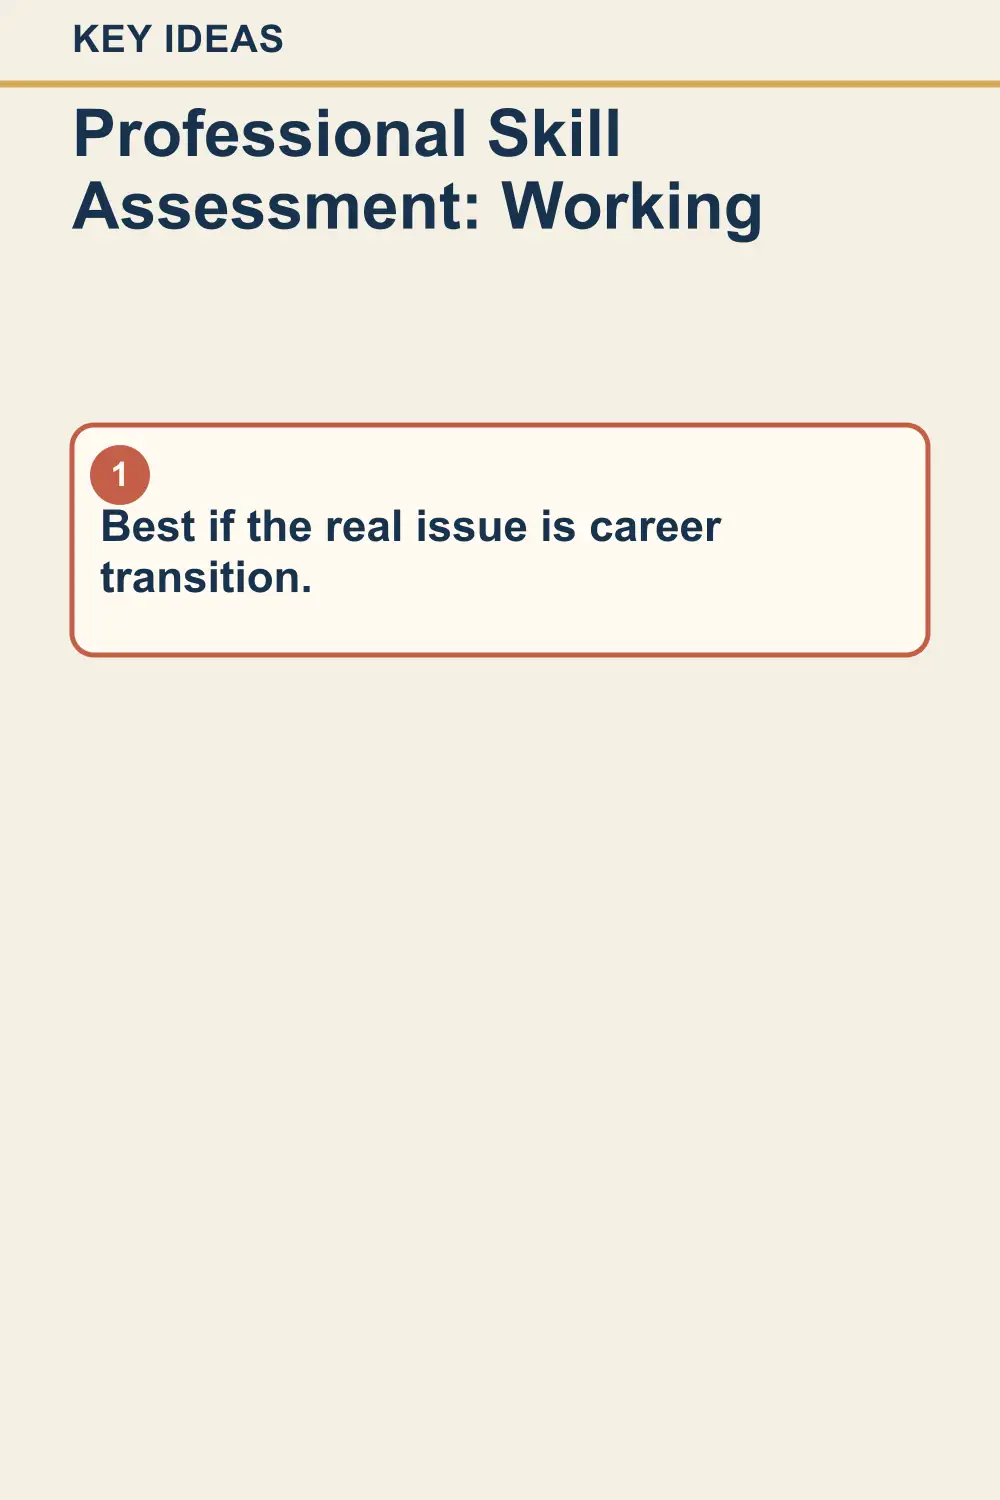 KEY IDEAS
Professional Skill
Assessment: Working
1
Best if the real issue is career
transition.